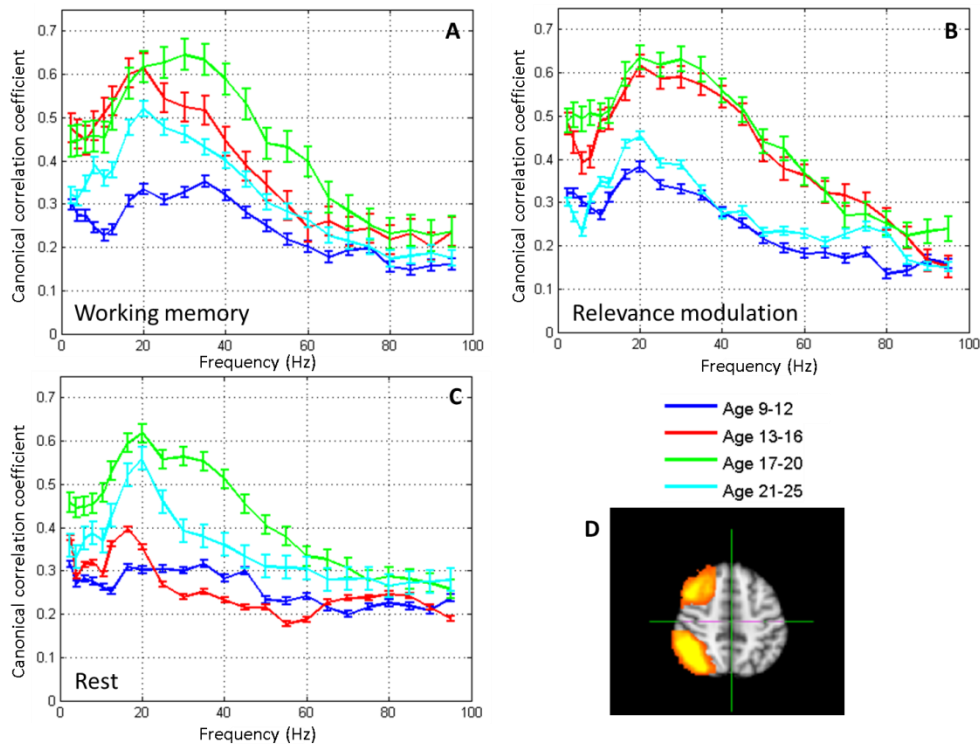 A
Canonical correlation coefficient
0.7
0.6
0.5
0.4
0.3
0.2
0.1
0
Working memory
0 20 40 60 80 100
Frequency (Hz)
B
Canonical correlation coefficient
0.7
0.6
0.5
0.4
0.3
0.2
0.1
0
Relevance modulation
0 20 40 60 80 100
Frequency (Hz)
C
Canonical correlation coefficient
0.7
0.6
0.5
0.4
0.3
0.2
0.1
0
Rest
0 20 40 60 80 100
Frequency (Hz)
Age 9-12
Age 13-16
Age 17-20
Age 21-25
D